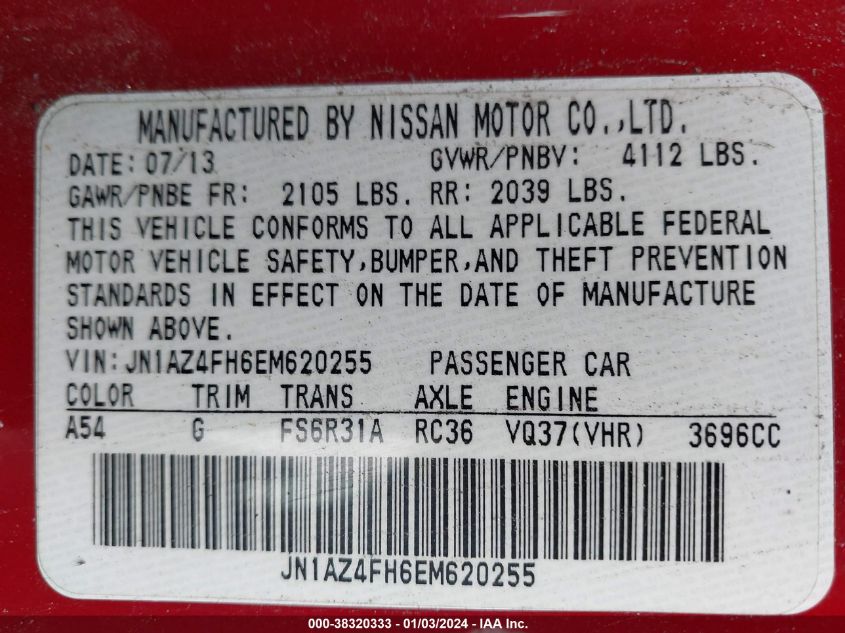 MANUFACTURED BY NISSAN MOTOR CO.,LTD.
DATE: 07/13 GVWR/PNBV: 4112 LBS.
GAWR/PNBE FR: 2105 LBS. RR: 2039 LBS.
THIS VEHICLE CONFORMS TO ALL APPLICABLE FEDERAL
MOTOR VEHICLE SAFETY,BUMPER,AND THEFT PREVENTION
STANDARDS IN EFFECT ON THE DATE OF MANUFACTURE
SHOWN ABOVE.
VIN:JN1AZ4FH6EM620255 PASSENGER CAR
COLOR TRIM TRANS AXLE ENGINE
A54 G FS6R31A RC36 VQ37(VHR) 3696CC
JN1AZ4FH6EM620255
000-38320333 - 01/03/2024 - IAA Inc.